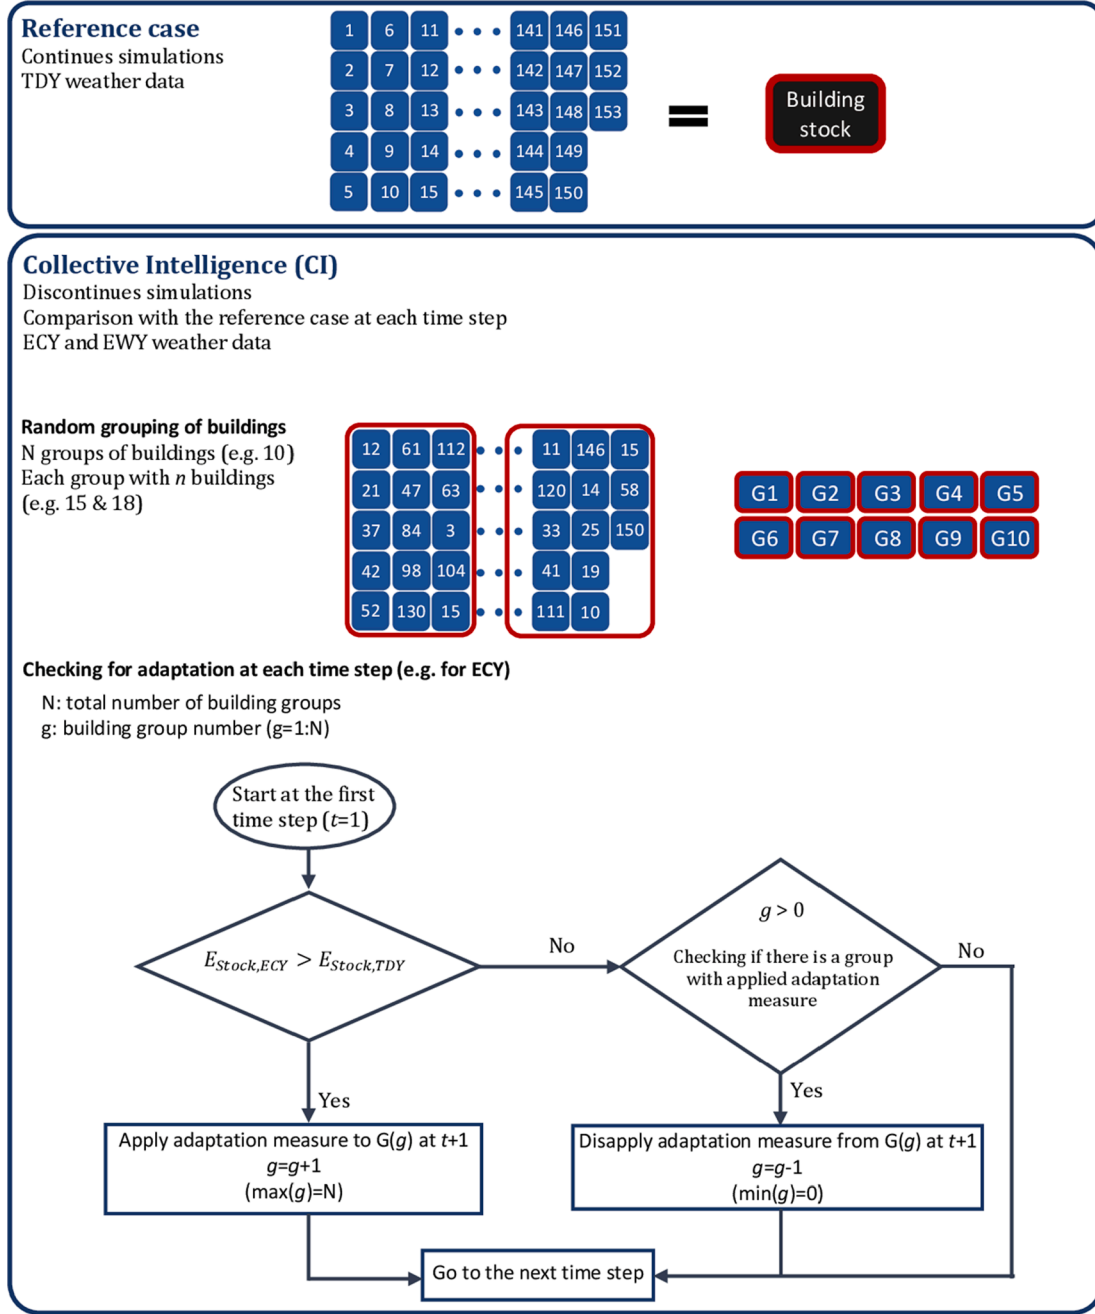 Reference case
Continues simulations
TDY weather data
1 6 11 • • • 141 146 151
2 7 12 • • • 142 147 152
3 8 13 • • • 143 148 153
4 9 14 • • • 144 149
5 10 15 • • • 145 150
=
Building
stock
Collective Intelligence (CI)
Discontinues simulations
Comparison with the reference case at each time step
ECY and EWY weather data
Random grouping of buildings
N groups of buildings (e.g. 10)
Each group with n buildings
(e.g. 15 & 18)
12 61 112 • • • 11 146 15
21 47 63 • • • 120 14 58
37 84 3 • • • 33 25 150
42 98 104 • • • 41 19
52 130 15 • • • 111 10
G1 G2 G3 G4 G5
G6 G7 G8 G9 G10
Checking for adaptation at each time step (e.g. for ECY)
N: total number of building groups
g: building group number (g=1:N)
Start at the first
time step (t=1)
E_Stock,ECY > E_Stock,TDY
No
g > 0
Checking if there is a group
with applied adaptation
measure
No
Yes
Yes
Apply adaptation measure to G(g) at t+1
g=g+1
(max(g)=N)
Disapply adaptation measure from G(g) at t+1
g=g-1
(min(g)=0)
Go to the next time step